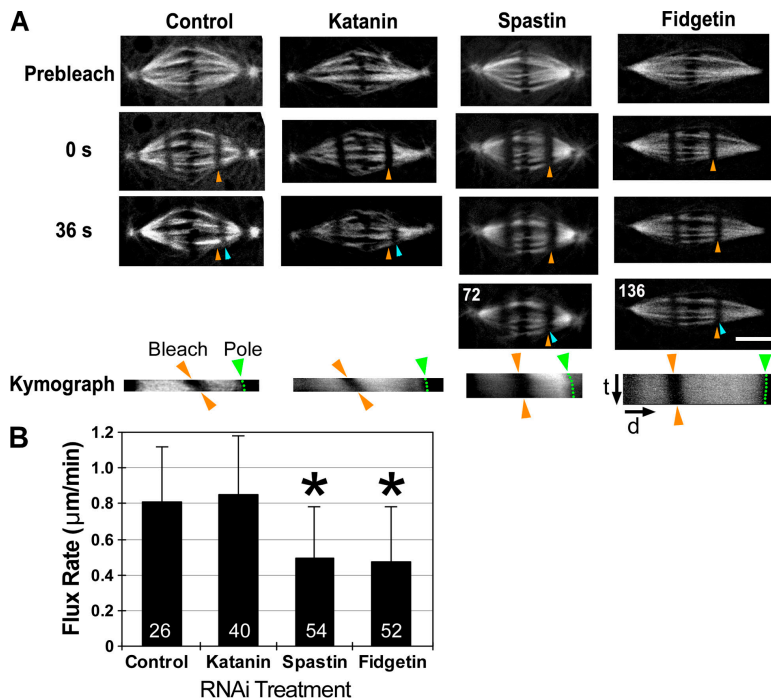 A
Control Katanin Spastin Fidgetin
Prebleach
0 s
36 s
72 136
Bleach Pole
Kymograph
t
d
B
Flux Rate (μm/min)
1.2
1.0
0.8
0.6
0.4
0.2
0
* *
26 40 54 52
Control Katanin Spastin Fidgetin
RNAi Treatment